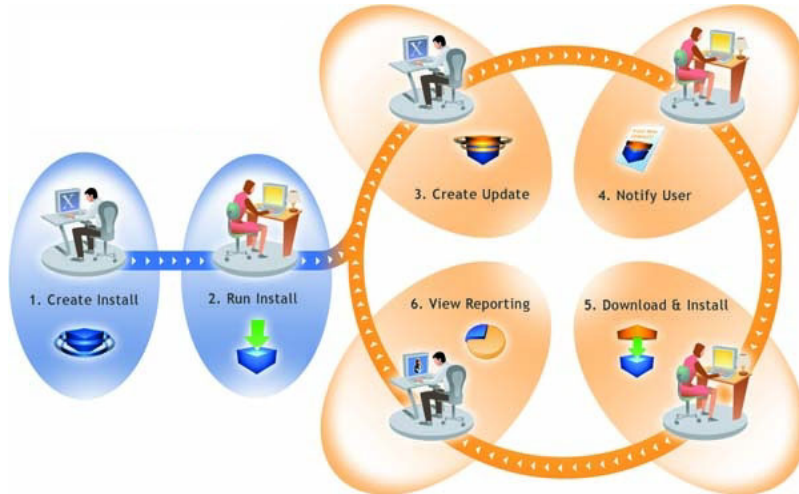 1. Create Install
2. Run Install
3. Create Update
4. Notify User
5. Download & Install
6. View Reporting
X
X